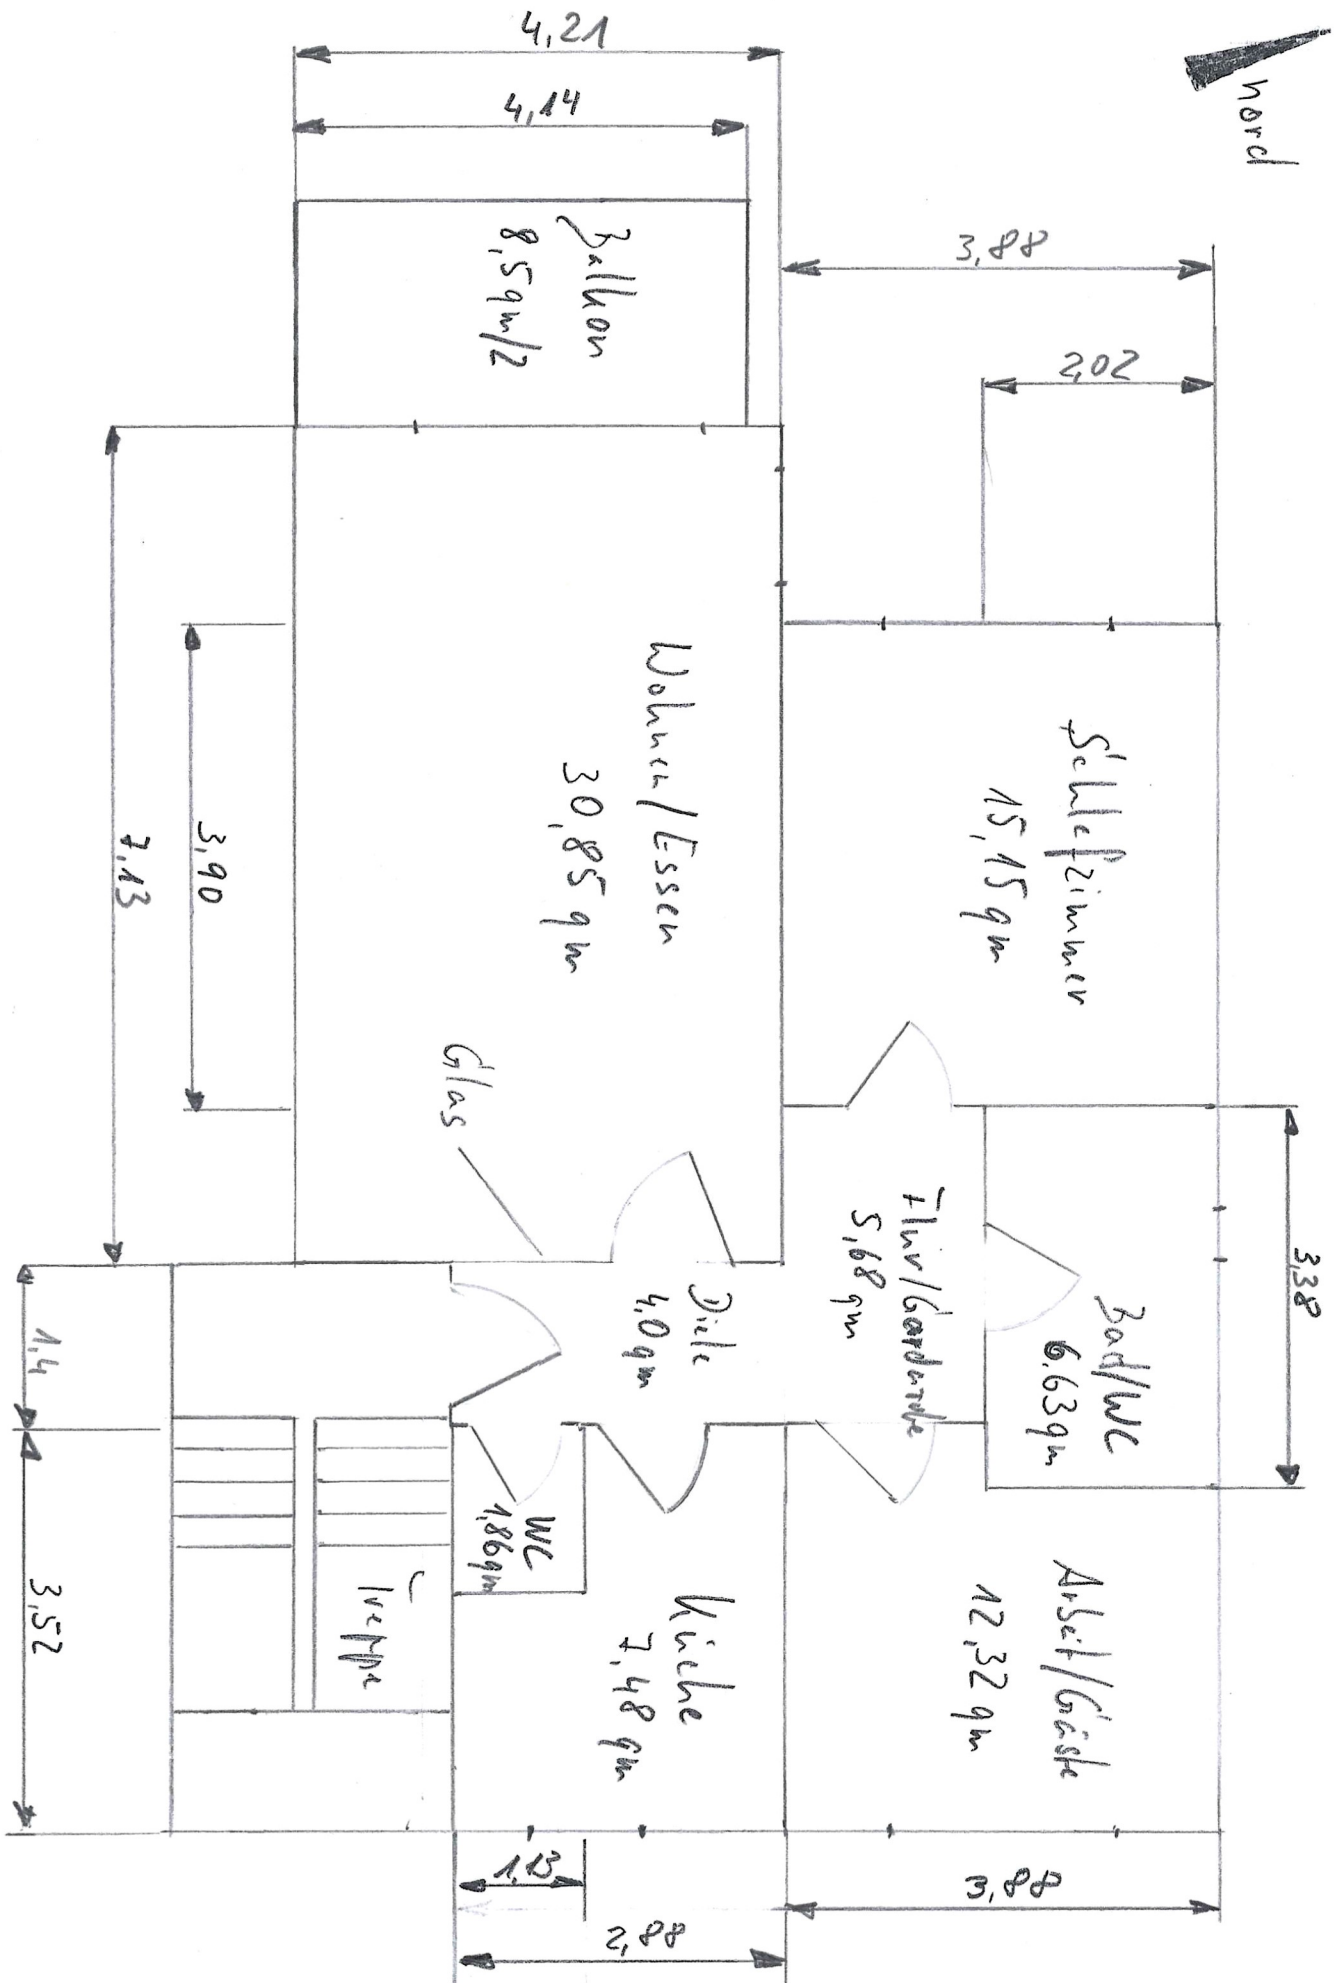 nord
4,21
4,14
3,88
2,02
Balkon
8,5qm/2
Schlafzimmer
15,15 qm
Wohnen/Essen
30,85 qm
3,90
7,13
Glas
3,38
Flur/Garderobe
5,68 qm
Bad/WC
6.63qm
Diele
4,0qm
1,4
WC
1,86qm
Treppe
3,52
Küche
7,48 qm
Arbeit/Gäste
12,32 qm
1,13
2,88
3,88